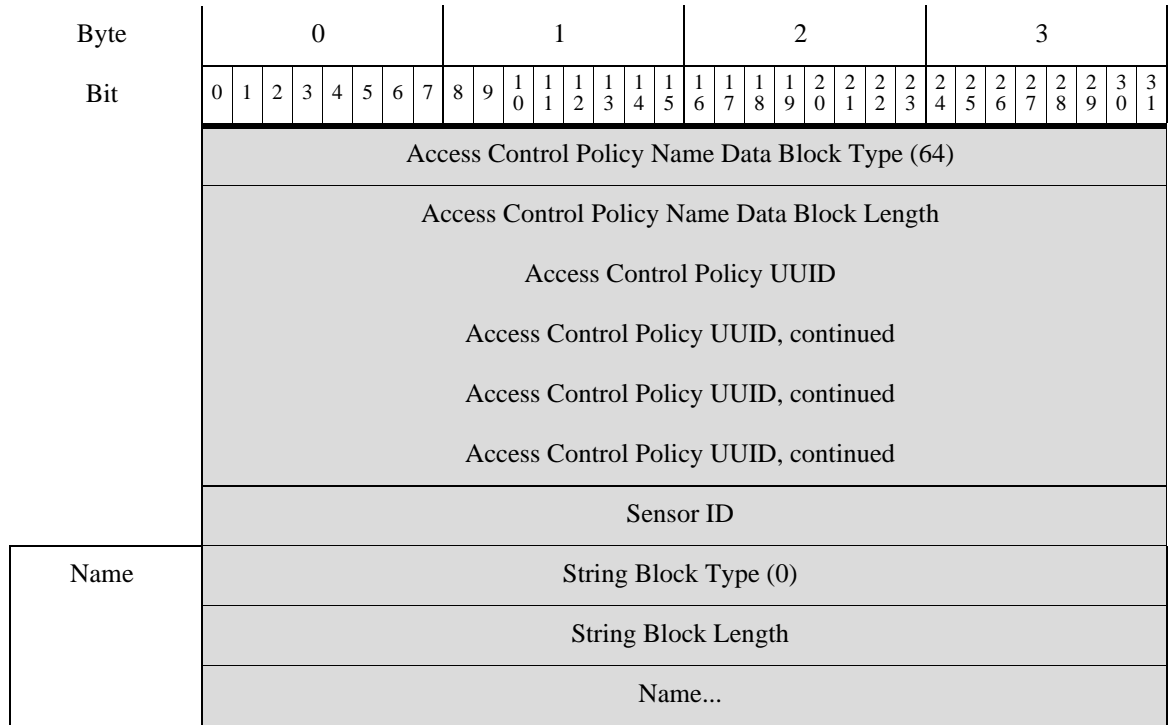 Byte 0 1 2 3
Bit 0 1 2 3 4 5 6 7 8 9 10 11 12 13 14 15 16 17 18 19 20 21 22 23 24 25 26 27 28 29 30 31
Access Control Policy Name Data Block Type (64)
Access Control Policy Name Data Block Length
Access Control Policy UUID
Access Control Policy UUID, continued
Access Control Policy UUID, continued
Access Control Policy UUID, continued
Sensor ID
Name String Block Type (0)
String Block Length
Name...